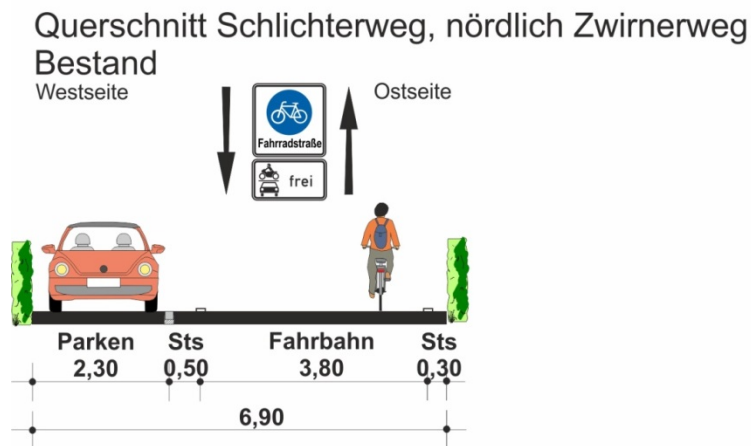 Querschnitt Schlichterweg, nördlich Zwirnerweg
Bestand
Westseite
Ostseite
Fahrradstraße
frei
Parken Sts Fahrbahn Sts
2,30 0,50 3,80 0,30
6,90